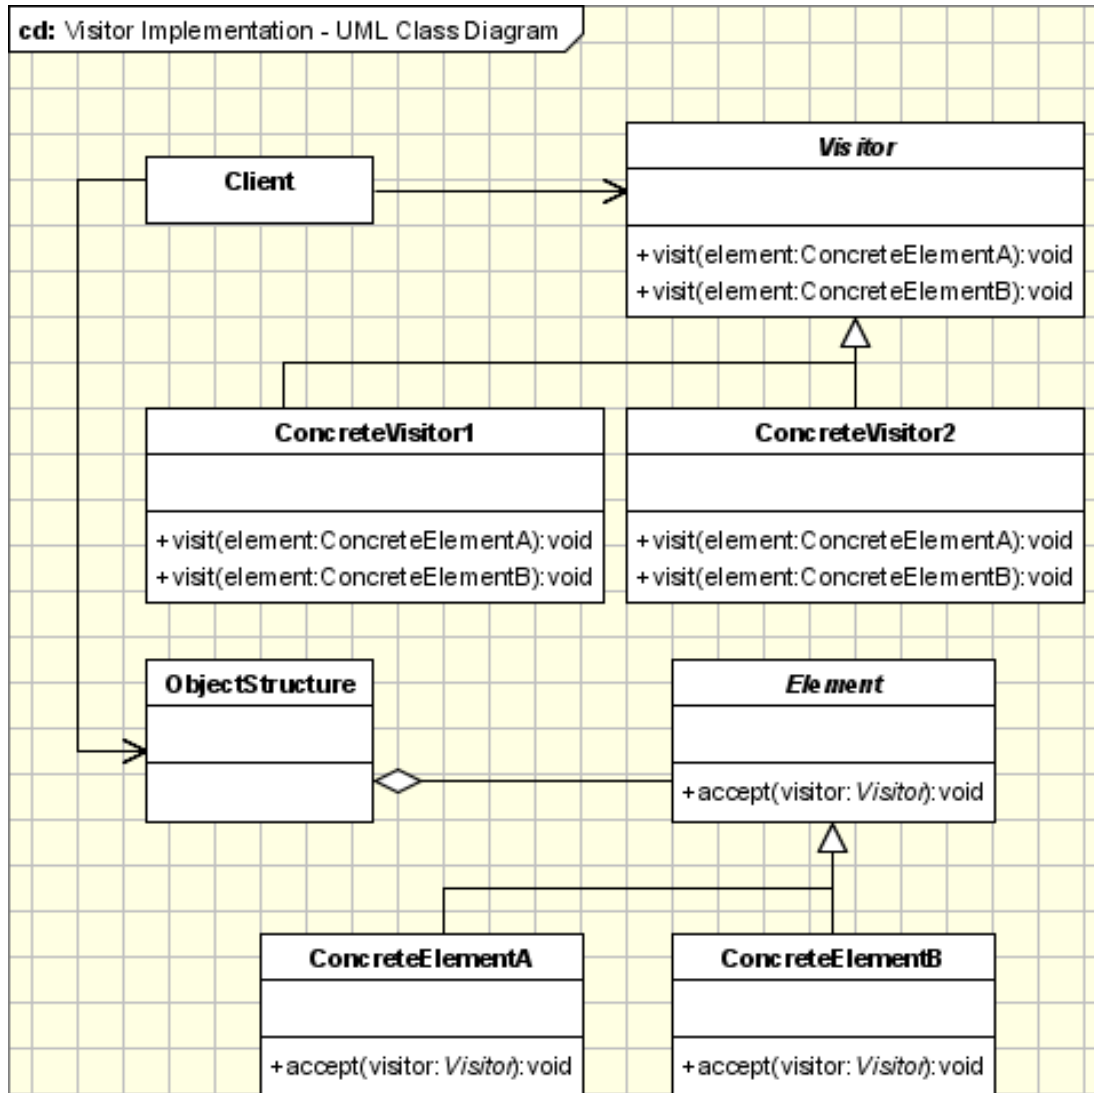 cd: Visitor Implementation - UML Class Diagram
Client
Visitor
+visit(element:ConcreteElementA):void
+visit(element:ConcreteElementB):void
ConcreteVisitor1
+visit(element:ConcreteElementA):void
+visit(element:ConcreteElementB):void
ConcreteVisitor2
+visit(element:ConcreteElementA):void
+visit(element:ConcreteElementB):void
ObjectStructure
Element
+accept(visitor:Visitor):void
ConcreteElementA
+accept(visitor:Visitor):void
ConcreteElementB
+accept(visitor:Visitor):void